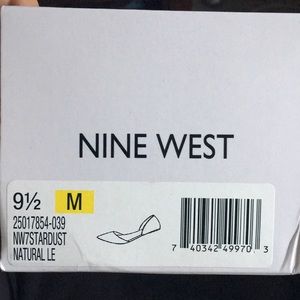 NINE WEST
9½ M
25017854-039
NW7STARDUST
NATURAL LE
7 40342 49970 3